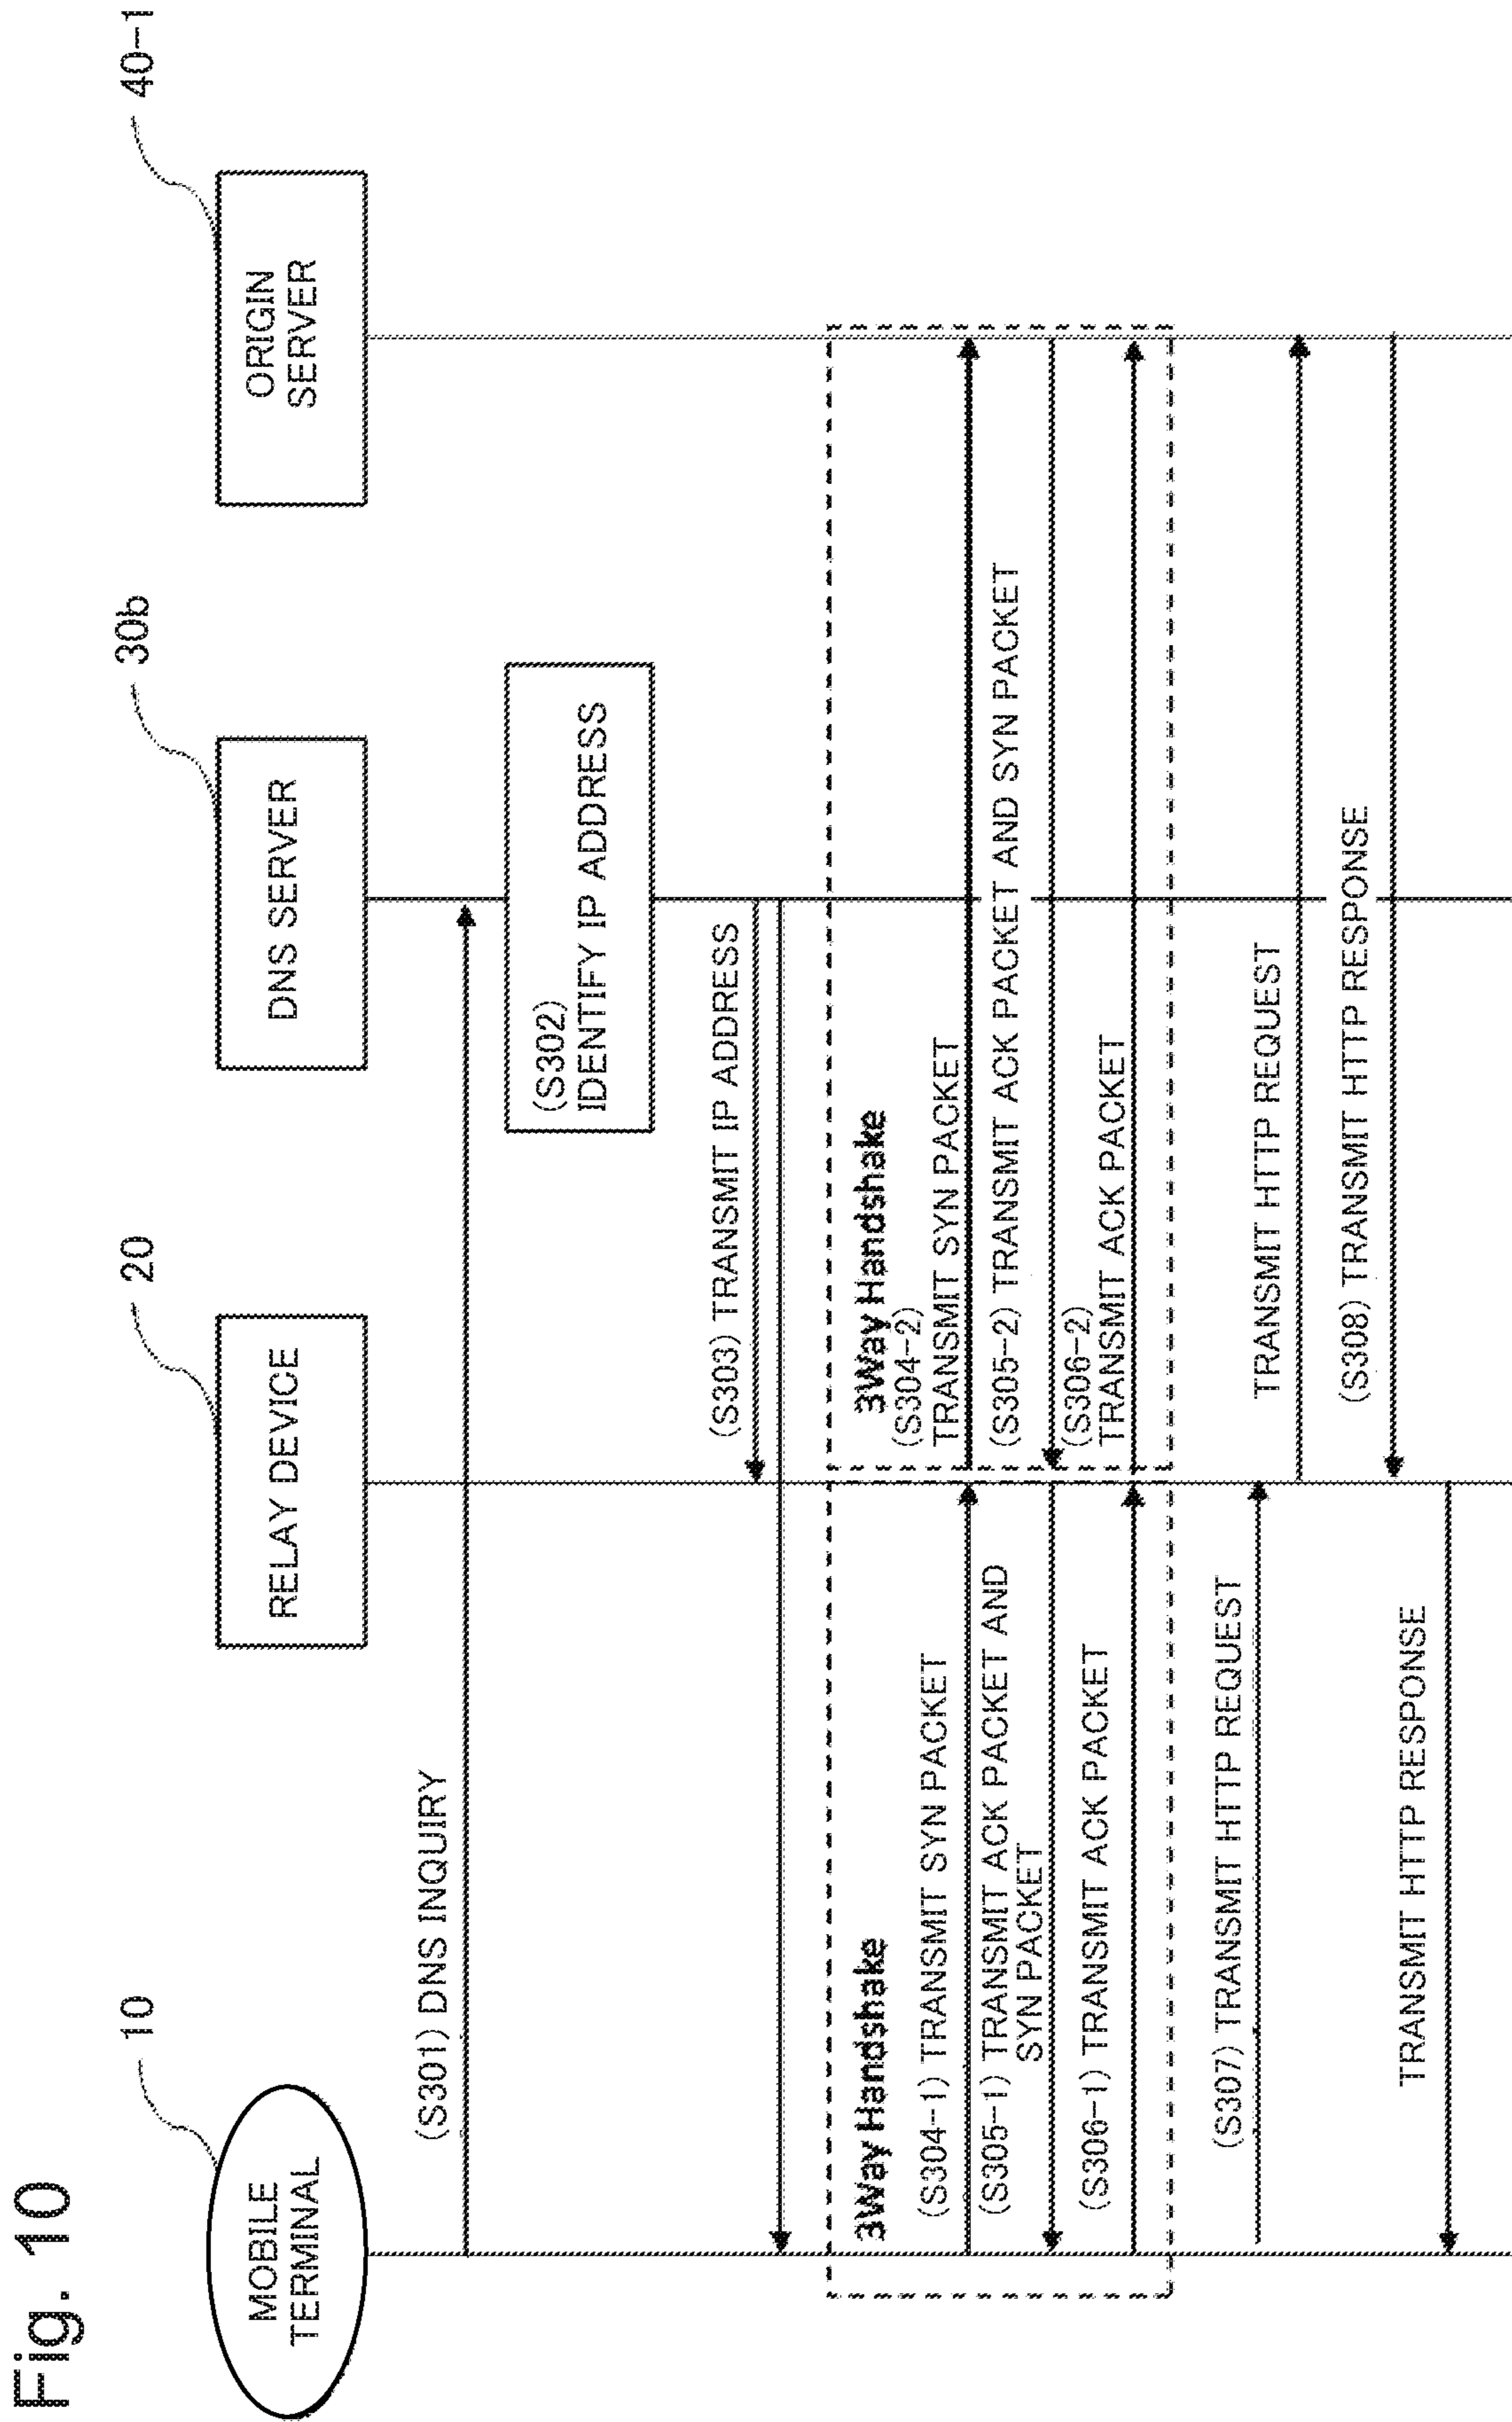 Fig. 10
10
20
30b
40-1
MOBILE
TERMINAL
RELAY DEVICE
DNS SERVER
ORIGIN
SERVER
(S301) DNS INQUIRY
(S302)
IDENTIFY IP ADDRESS
(S303) TRANSMIT IP ADDRESS
3Way Handshake
(S304-1) TRANSMIT SYN PACKET
(S305-1) TRANSMIT ACK PACKET AND
SYN PACKET
(S306-1) TRANSMIT ACK PACKET
3Way Handshake
(S304-2)
TRANSMIT SYN PACKET
(S305-2) TRANSMIT ACK PACKET AND SYN PACKET
(S306-2)
TRANSMIT ACK PACKET
(S307) TRANSMIT HTTP REQUEST
TRANSMIT HTTP REQUEST
(S308) TRANSMIT HTTP RESPONSE
TRANSMIT HTTP RESPONSE